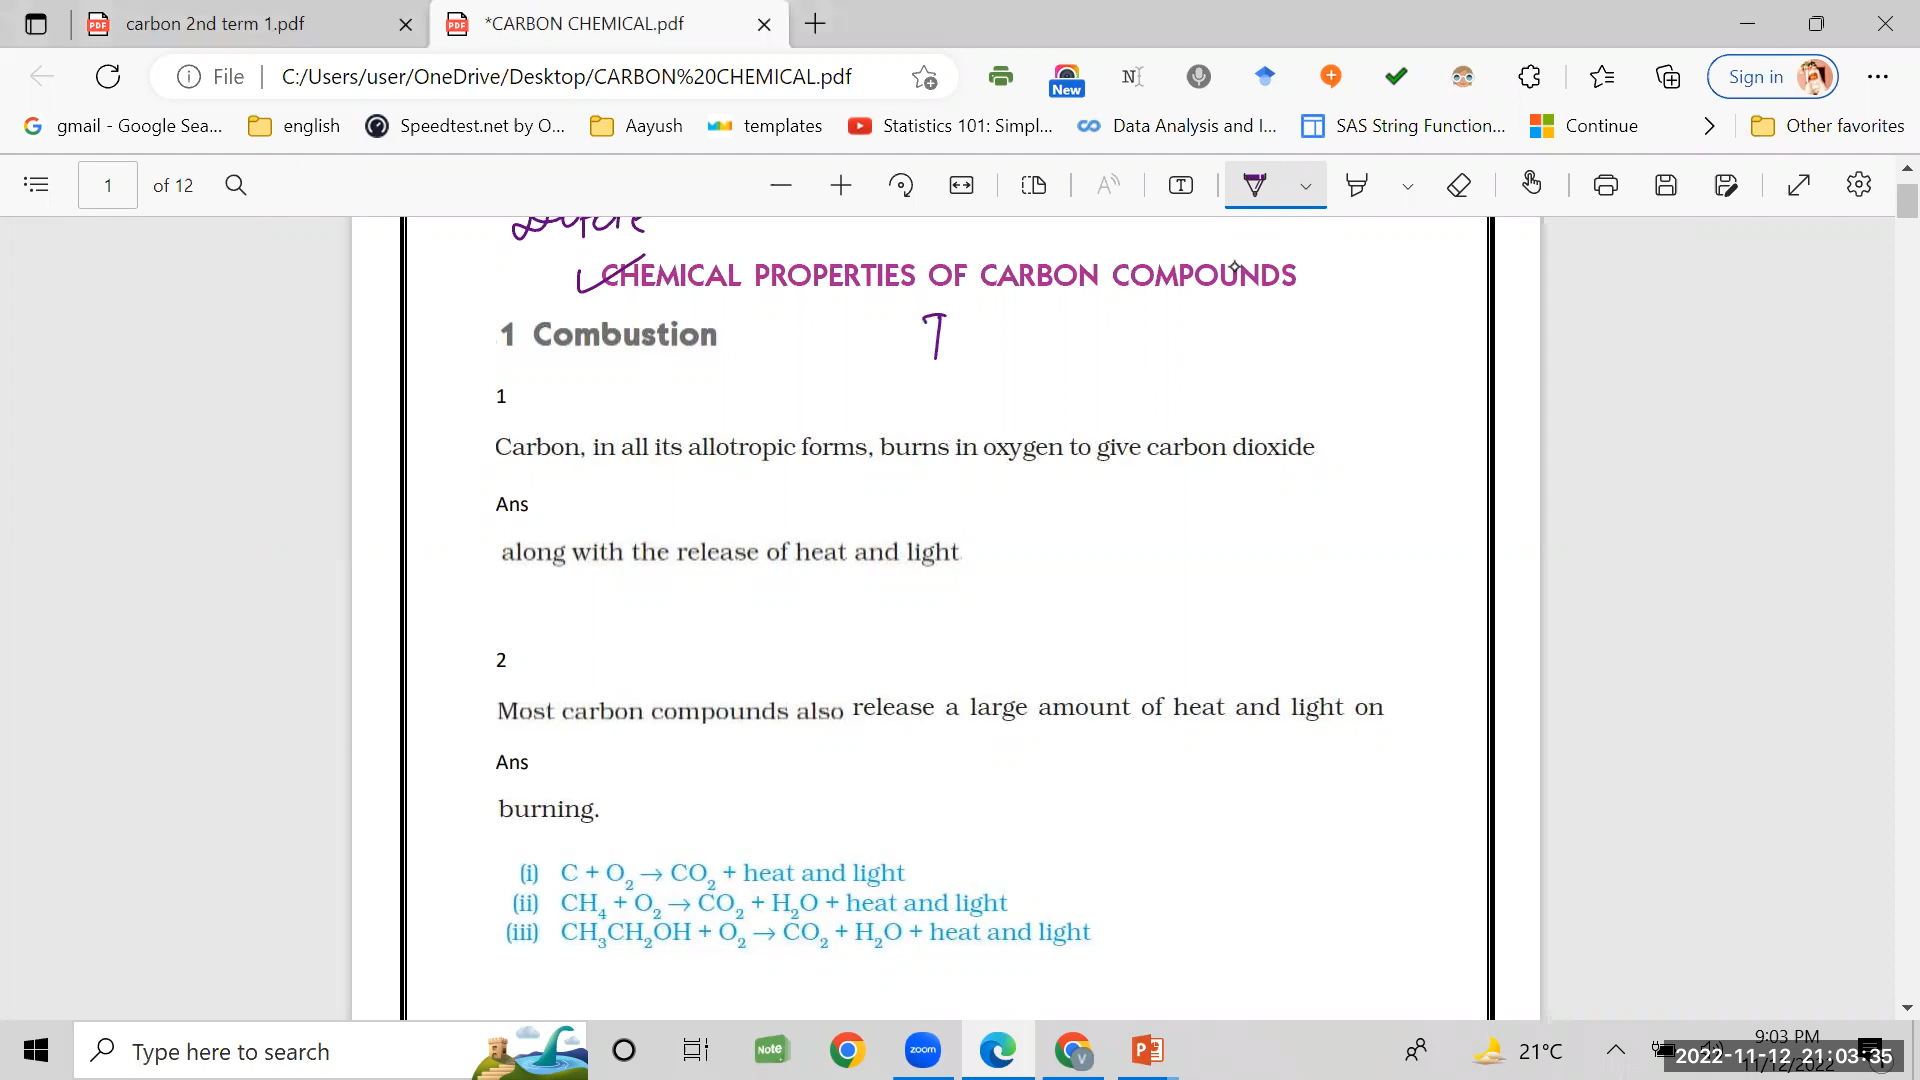 carbon 2nd term 1.pdf
*CARBON CHEMICAL.pdf
File
C:/Users/user/OneDrive/Desktop/CARBON%20CHEMICAL.pdf
New
Sign in
gmail - Google Sea...
english
Speedtest.net by O...
Aayush
templates
Statistics 101: Simpl...
Data Analysis and I...
SAS String Function...
Continue
Other favorites
1 of 12
CHEMICAL PROPERTIES OF CARBON COMPOUNDS
1 Combustion
1
Carbon, in all its allotropic forms, burns in oxygen to give carbon dioxide
Ans
along with the release of heat and light
2
Most carbon compounds also release a large amount of heat and light on
Ans
burning.
(i) C + O₂ → CO₂ + heat and light
(ii) CH₄ + O₂ → CO₂ + H₂O + heat and light
(iii) CH₃CH₂OH + O₂ → CO₂ + H₂O + heat and light
Type here to search
Note
zoom
V
21°C
9:03 PM
11/12/2022
2022-11-12 21:03:35